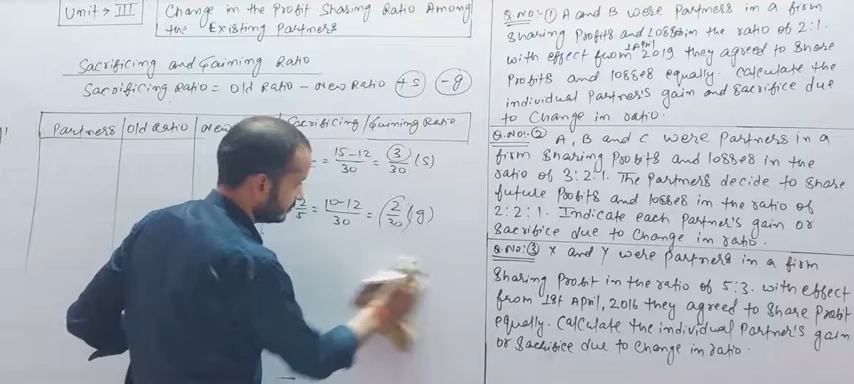 Unit → III
Change in the Profit Sharing Ratio Among
the Existing Partners
Sacrificing and Gaining Ratio
Sacrificing Ratio = Old Ratio - New Ratio +S -g
Partners Old Ratio New Sacrificing/Gaining Ratio
= 15-12/30 = 3/30 (S)
2/5 = 10-12/30 = 2/30 (g)
Q.No:-① A and B were partners in a firm
Sharing Profits and Losses in the ratio of 2:1.
with effect from 1 April 2019 they agreed to share
Profits and losses equally. Calculate the
individual Partner's gain and Sacrifice due
to Change in ratio.
Q.No:-② A, B and C were Partners in a
firm Sharing Profits and losses in the
ratio of 3:2:1. The Partners decide to share
future Profits and losses in the ratio of
2:2:1. Indicate each Partner's gain or
Sacrifice due to Change in ratio.
Q.No:③ X and Y were Partners in a firm
Sharing Profit in the ratio of 5:3. with effect
from 1st April, 2016 they agreed to share Profit
equally. Calculate the individual Partner's gain
or Sacrifice due to Change in ratio.